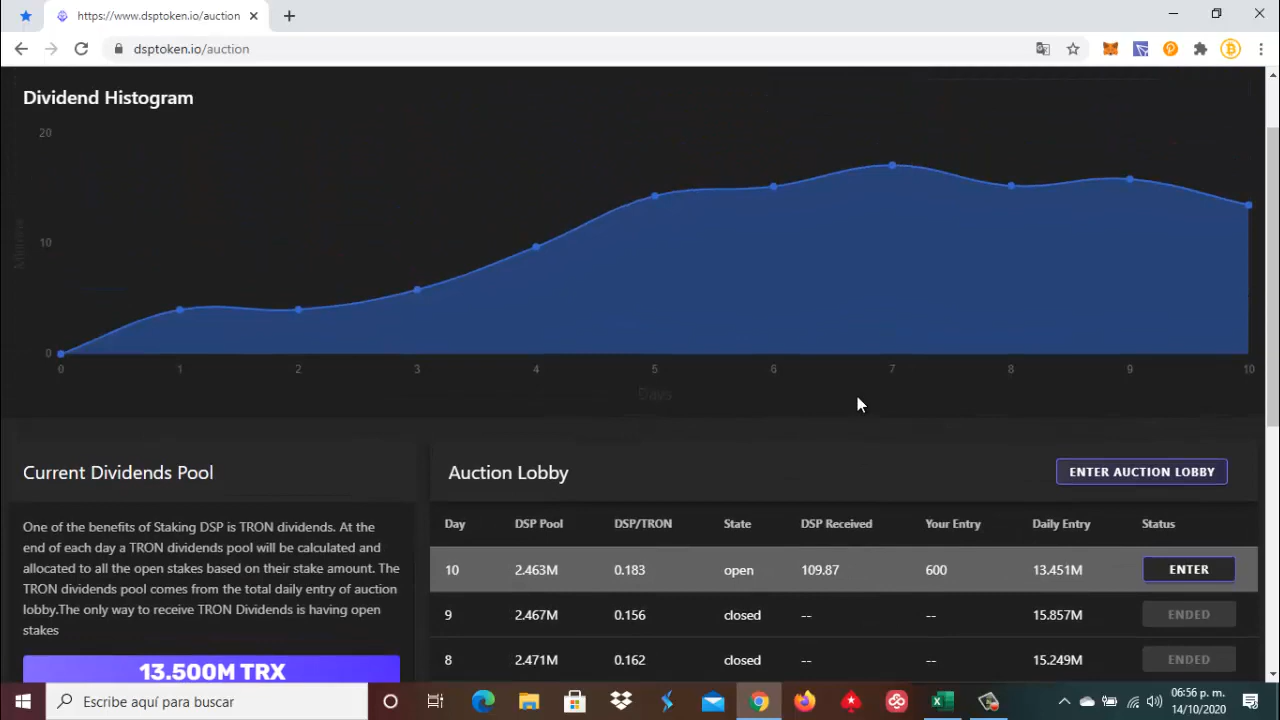 https://www.dsptoken.io/auction
dsptoken.io/auction
Dividend Histogram
20
10
0
0 1 2 3 4 5 6 7 8 9 10
Days
Current Dividends Pool
One of the benefits of Staking DSP is TRON dividends. At the
end of each day a TRON dividends pool will be calculated and
allocated to all the open stakes based on their stake amount. The
TRON dividends pool comes from the total daily entry of auction
lobby.The only way to receive TRON Dividends is having open
stakes
13.500M TRX
Auction Lobby
ENTER AUCTION LOBBY
Day DSP Pool DSP/TRON State DSP Received Your Entry Daily Entry Status
10 2.463M 0.183 open 109.87 600 13.451M ENTER
9 2.467M 0.156 closed -- -- 15.857M ENDED
8 2.471M 0.162 closed -- -- 15.249M ENDED
Escribe aquí para buscar
06:56 p. m.
14/10/2020